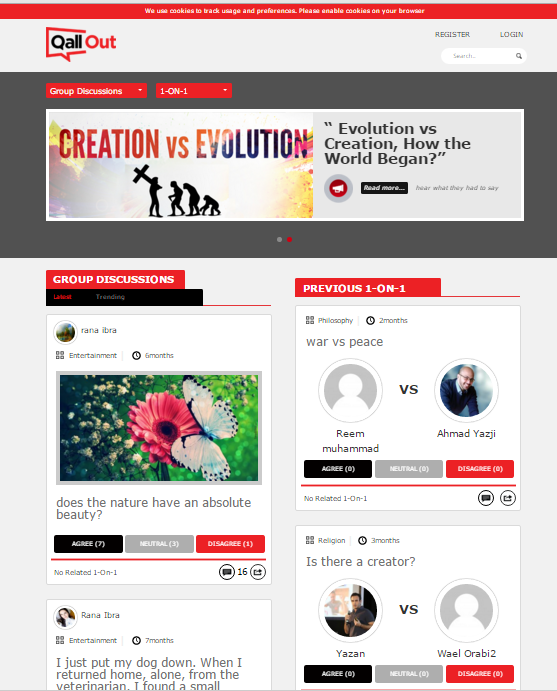 We use cookies to track usage and preferences. Please enable cookies on your browser
Qall Out
REGISTER
LOGIN
Search..
Group Discussions
1-ON-1
CREATION vs EVOLUTION
“ Evolution vs
Creation, How the
World Began?”
Read more...
hear what they had to say
GROUP DISCUSSIONS
Latest
Trending
rana ibra
Entertainment
6months
does the nature have an absolute
beauty?
AGREE (7)
NEUTRAL (3)
DISAGREE (1)
No Related 1-On-1
16
Rana Ibra
Entertainment
7months
I just put my dog down. When I
returned home, alone, from the
veterinarian, I found a small
PREVIOUS 1-ON-1
Philosophy
2months
war vs peace
VS
Reem
muhammad
Ahmad Yazji
AGREE (0)
NEUTRAL (0)
DISAGREE (0)
No Related 1-On-1
Religion
3months
Is there a creator?
VS
Yazan
Wael Orabi2
AGREE (0)
NEUTRAL (0)
DISAGREE (0)